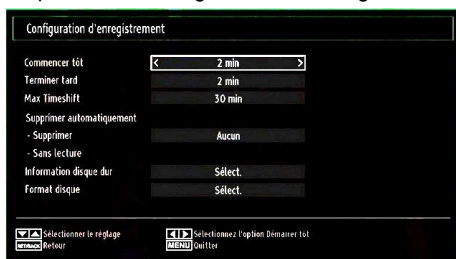 Configuration d'enregistrement
Commencer tôt < 2 min >
Terminer tard 2 min
Max Timeshift 30 min
Supprimer automatiquement
- Supprimer Aucun
- Sans lecture
Information disque dur Sélect.
Format disque Sélect.
Sélectionner le réglage Sélectionnez l'option Démarrer tôt
Retour MENU Quitter